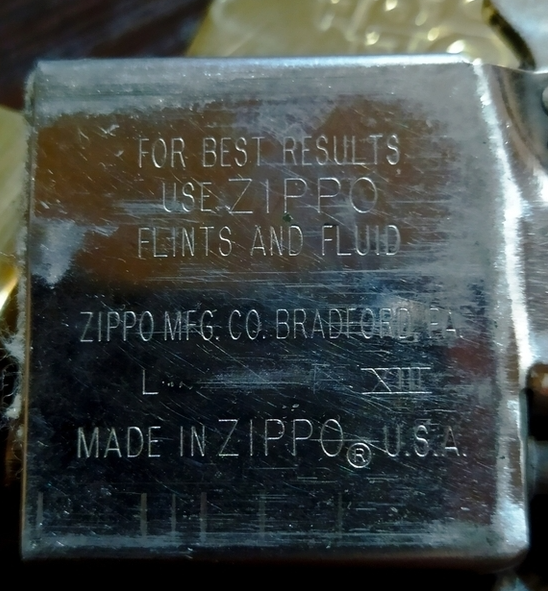 FOR BEST RESULTS
USE ZIPPO
FLINTS AND FLUID
ZIPPO MFG. CO. BRADFORD, PA.
L XIII
MADE IN ZIPPO® U.S.A.